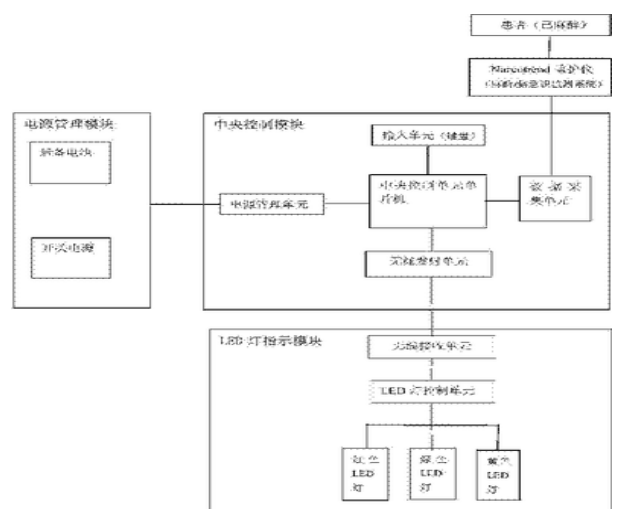 患者（已麻醉）
Narcotrend 监护仪
（麻醉/脑意识监测系统）
电源管理模块
后备电池
开关电源
中央控制模块
输入单元（键盘）
中央控制单元单
片机
数据采
集单元
电源管理单元
无线发射单元
LED 灯指示模块
无线接收单元
LED 灯控制单元
红色
LED
灯
绿色
LED
灯
黄色
LED
灯